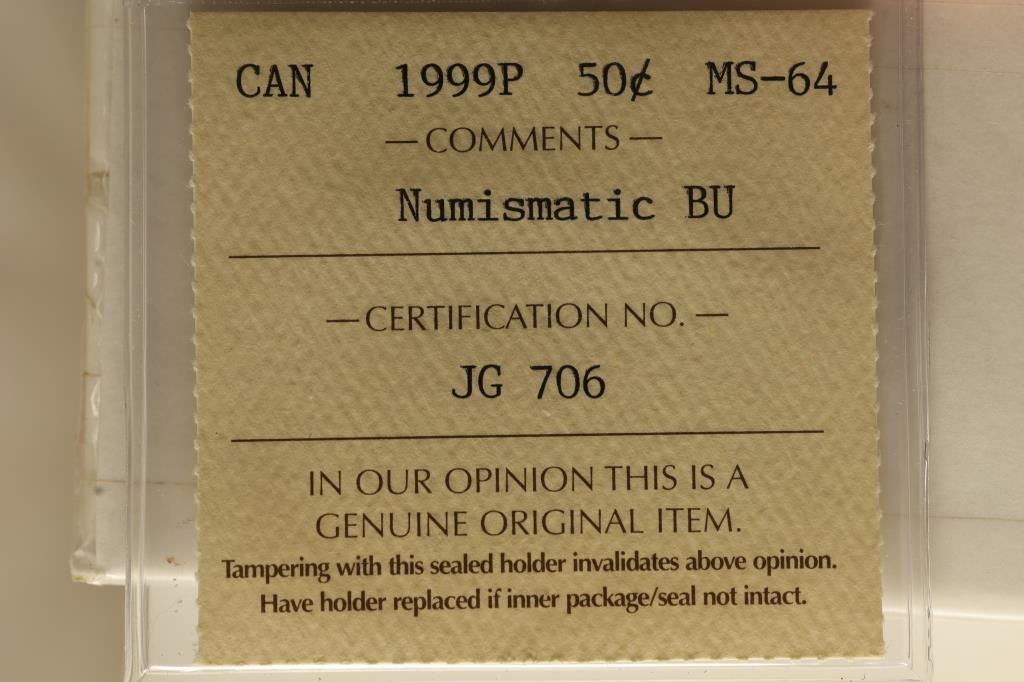 CAN 1999P 50¢ MS-64
— COMMENTS —
Numismatic BU
— CERTIFICATION NO. —
JG 706
IN OUR OPINION THIS IS A
GENUINE ORIGINAL ITEM.
Tampering with this sealed holder invalidates above opinion.
Have holder replaced if inner package/seal not intact.